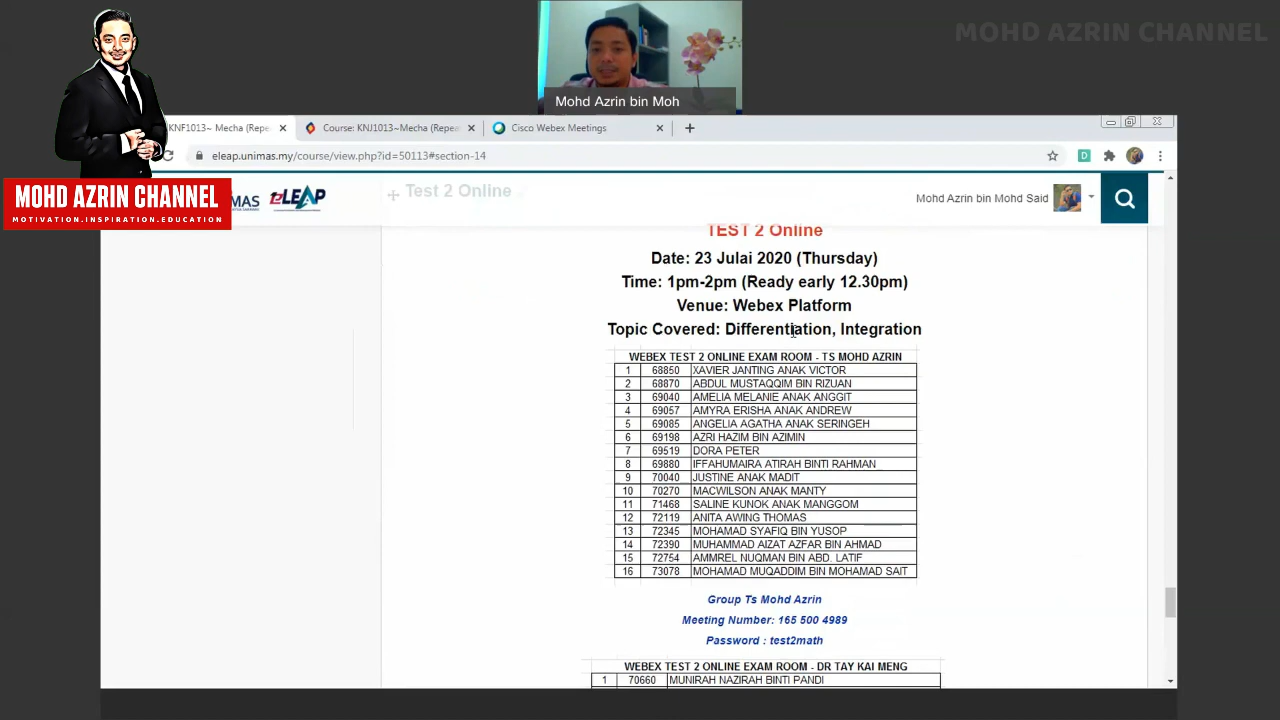 MOHD AZRIN CHANNEL
Mohd Azrin bin Moh
KNF1013~ Mecha (Repe
Course: KNJ1013~Mecha (Repea
Cisco Webex Meetings
eleap.unimas.my/course/view.php?id=50113#section-14
MOHD AZRIN CHANNEL
MOTIVATION.INSPIRATION.EDUCATION
MAS
eLEAP
Test 2 Online
Mohd Azrin bin Mohd Said
TEST 2 Online
Date: 23 Julai 2020 (Thursday)
Time: 1pm-2pm (Ready early 12.30pm)
Venue: Webex Platform
Topic Covered: Differentiation, Integration
WEBEX TEST 2 ONLINE EXAM ROOM - TS MOHD AZRIN
1 68850 XAVIER JANTING ANAK VICTOR
2 68870 ABDUL MUSTAQQIM BIN RIZUAN
3 69040 AMELIA MELANIE ANAK ANGGIT
4 69057 AMYRA ERISHA ANAK ANDREW
5 69085 ANGELIA AGATHA ANAK SERINGEH
6 69198 AZRI HAZIM BIN AZIMIN
7 69519 DORA PETER
8 69880 IFFAHUMAIRA ATIRAH BINTI RAHMAN
9 70040 JUSTINE ANAK MADIT
10 70270 MACWILSON ANAK MANTY
11 71468 SALINE KUNOK ANAK MANGGOM
12 72119 ANITA AWING THOMAS
13 72345 MOHAMAD SYAFIQ BIN YUSOP
14 72390 MUHAMMAD AIZAT AZFAR BIN AHMAD
15 72754 AMMREL NUQMAN BIN ABD. LATIF
16 73078 MOHAMAD MUQADDIM BIN MOHAMAD SAIT
Group Ts Mohd Azrin
Meeting Number: 165 500 4989
Password : test2math
WEBEX TEST 2 ONLINE EXAM ROOM - DR TAY KAI MENG
1 70660 MUNIRAH NAZIRAH BINTI PANDI